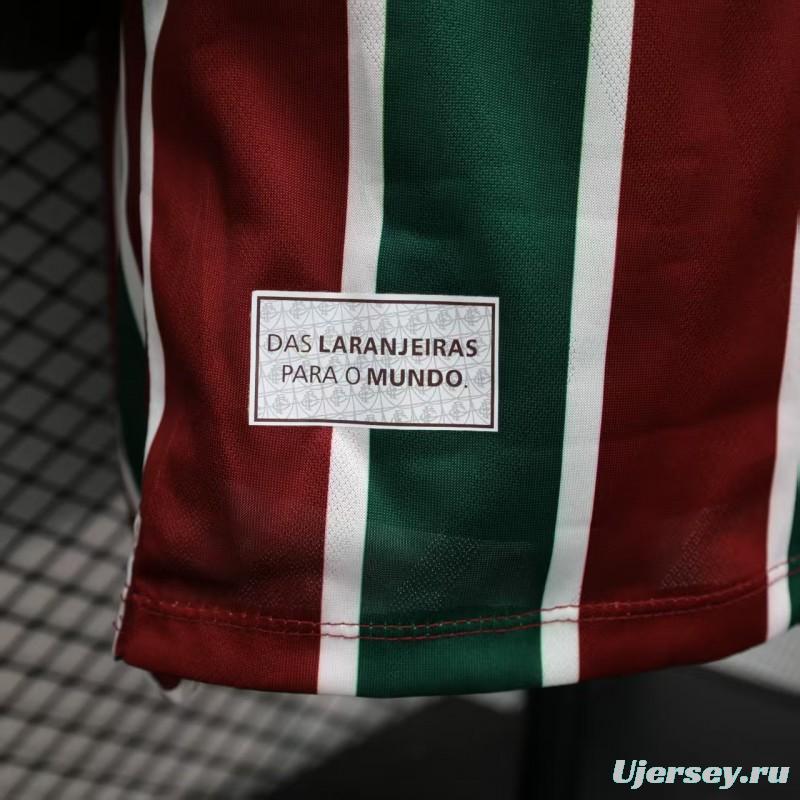 DAS LARANJEIRAS
PARA O MUNDO.
Ujersey.ru